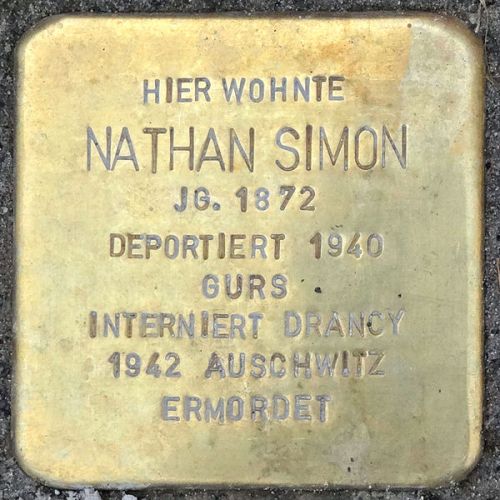 HIER WOHNTE
NATHAN SIMON
JG. 1872
DEPORTIERT 1940
GURS
INTERNIERT DRANCY
1942 AUSCHWITZ
ERMORDET